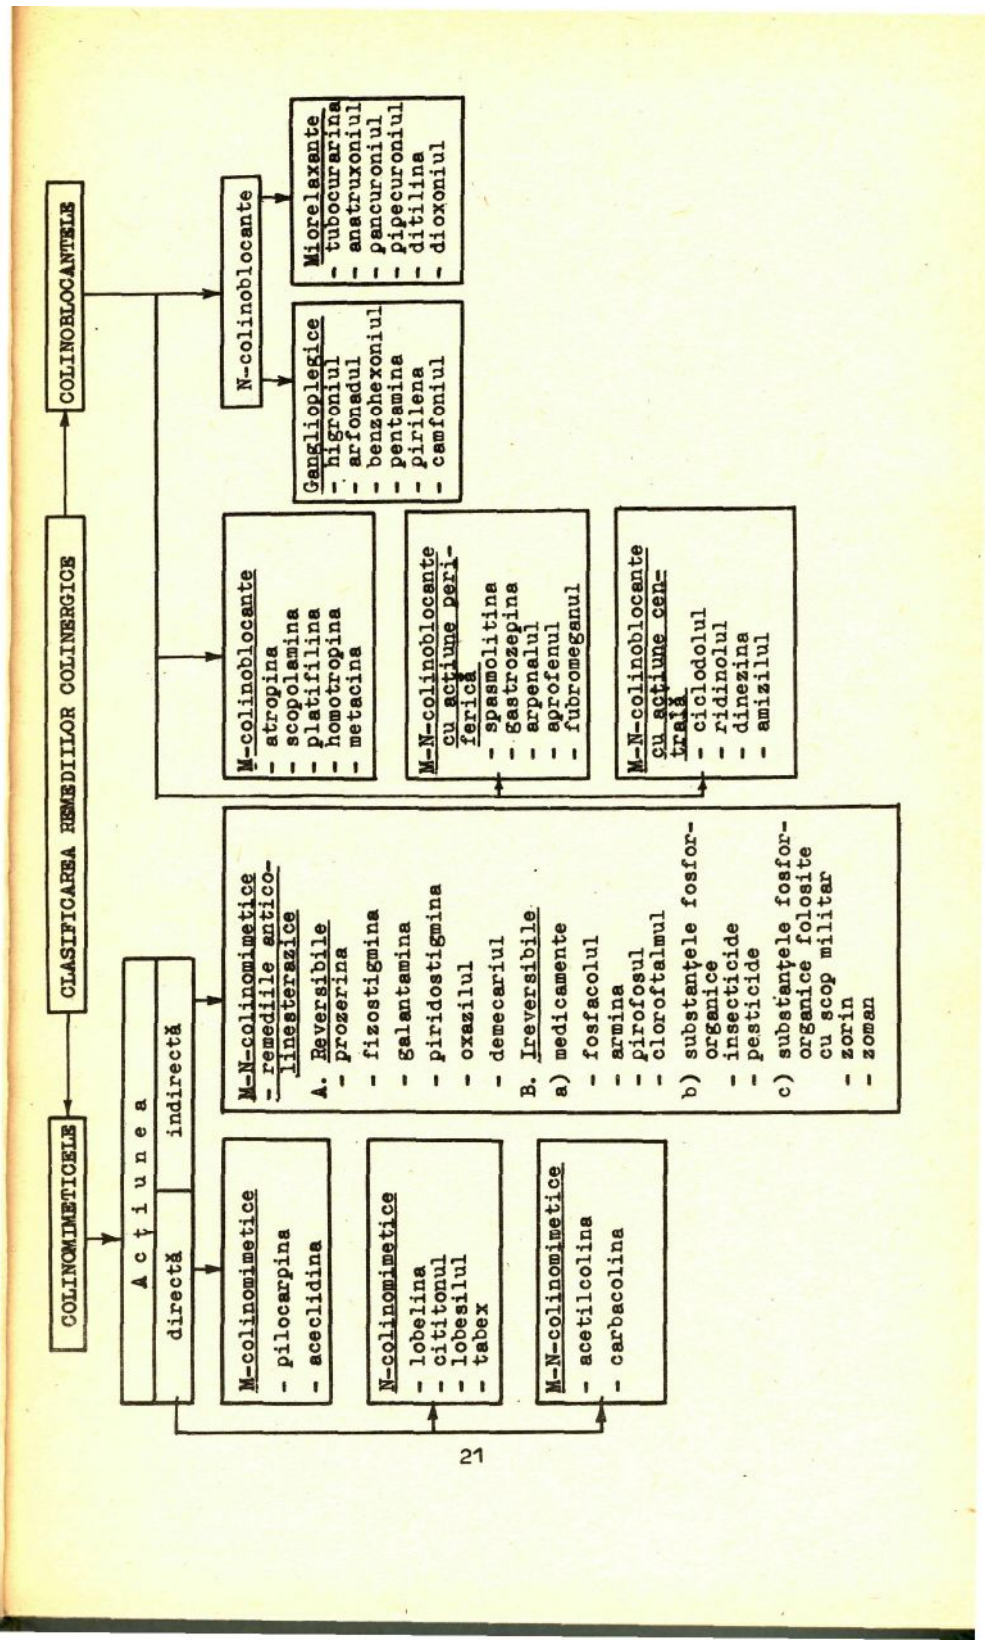 CLASIFICAREA REMEDIILOR COLINERGICE
COLINOMIMETICELE
A c ț i u n e a
directă
indirectă
M-colinomimetice
- pilocarpina
- aceclidina
N-colinomimetice
- lobelina
- cititonul
- lobesilul
- tabex
M-N-colinomimetice
- acetilcolina
- carbacolina
M-N-colinomimetice
- remediile antico-
linesterazice
A. Reversibile
- prozerina
- fizostigmina
- galantamina
- piridostigmina
- oxazilul
- demecariul
B. Ireversibile
a) medicamente
- fosfacolul
- armina
- pirofosul
- cloroftalmul
b) substanțele fosfor-
organice
- insecticide
- pesticide
c) substanțele fosfor-
organice folosite
cu scop militar
- zorin
- zoman
COLINOBLOCANTELE
M-colinoblocante
- atropina
- scopolamina
- platifilina
- homotropina
- metacina
M-N-colinoblocante
cu acțiune peri-
ferică
- spasmolitina
- gastrozepina
- arpenalul
- aprofenul
- fubromeganul
M-N-colinoblocante
cu acțiune cen-
trală
- ciclodolul
- ridinolul
- dinezina
- amizilul
N-colinoblocante
Ganglioplegice
- higroniul
- arfonadul
- benzohexoniul
- pentamina
- pirilena
- camfoniul
Miorelaxante
- tubocurarina
- anatruxoniul
- pancuroniul
- pipecuroniul
- ditilina
- dioxoniul
21